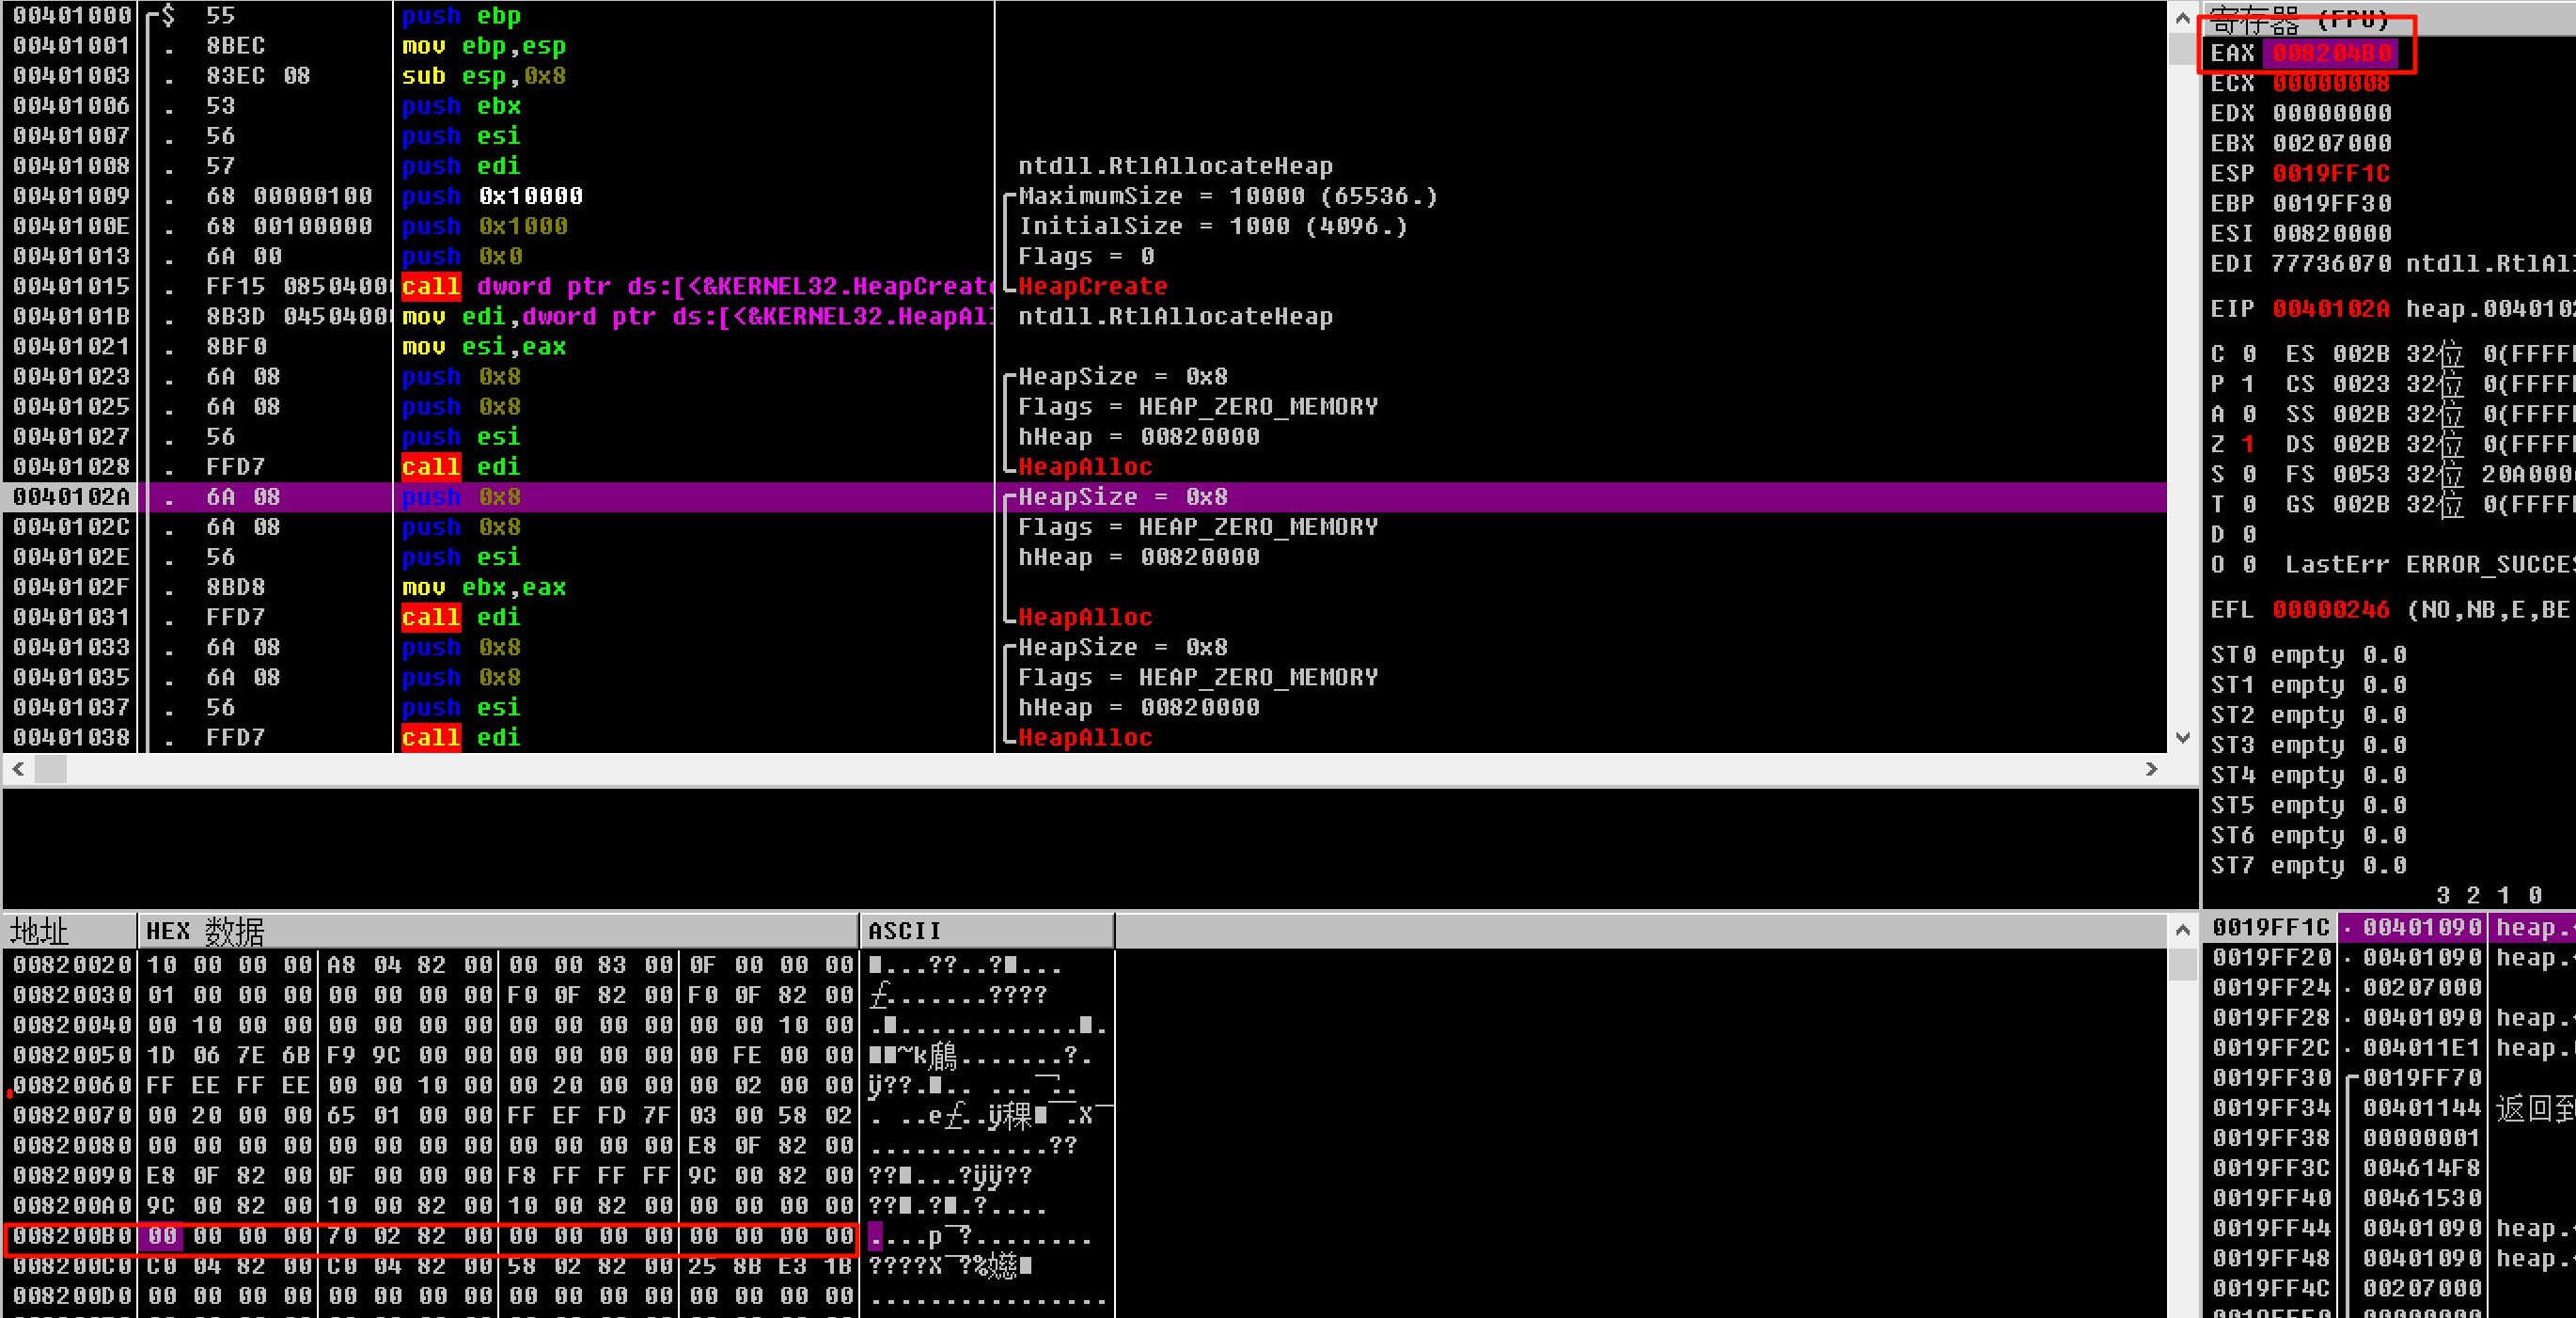 00401000 $ 55 push ebp
00401001 . 8BEC mov ebp,esp
00401003 . 83EC 08 sub esp,0x8
00401006 . 53 push ebx
00401007 . 56 push esi
00401008 . 57 push edi ntdll.RtlAllocateHeap
00401009 . 68 00000100 push 0x10000 MaximumSize = 10000 (65536.)
0040100E . 68 00100000 push 0x1000 InitialSize = 1000 (4096.)
00401013 . 6A 00 push 0x0 Flags = 0
00401015 . FF15 0850400 call dword ptr ds:[<&KERNEL32.HeapCreate HeapCreate
0040101B . 8B3D 0450400 mov edi,dword ptr ds:[<&KERNEL32.HeapAl ntdll.RtlAllocateHeap
00401021 . 8BF0 mov esi,eax
00401023 . 6A 08 push 0x8 HeapSize = 0x8
00401025 . 6A 08 push 0x8 Flags = HEAP_ZERO_MEMORY
00401027 . 56 push esi hHeap = 00820000
00401028 . FFD7 call edi HeapAlloc
0040102A . 6A 08 push 0x8 HeapSize = 0x8
0040102C . 6A 08 push 0x8 Flags = HEAP_ZERO_MEMORY
0040102E . 56 push esi hHeap = 00820000
0040102F . 8BD8 mov ebx,eax
00401031 . FFD7 call edi HeapAlloc
00401033 . 6A 08 push 0x8 HeapSize = 0x8
00401035 . 6A 08 push 0x8 Flags = HEAP_ZERO_MEMORY
00401037 . 56 push esi hHeap = 00820000
00401038 . FFD7 call edi HeapAlloc
寄存器 (FPU)
EAX 008204B0
ECX 00000008
EDX 00000000
EBX 00207000
ESP 0019FF1C
EBP 0019FF30
ESI 00820000
EDI 77736070 ntdll.RtlAl
EIP 0040102A heap.004010
C 0 ES 002B 32位 0(FFFF
P 1 CS 0023 32位 0(FFFF
A 0 SS 002B 32位 0(FFFF
Z 1 DS 002B 32位 0(FFFF
S 0 FS 0053 32位 20A000
T 0 GS 002B 32位 0(FFFF
D 0
O 0 LastErr ERROR_SUCCES
EFL 00000246 (NO,NB,E,BE
ST0 empty 0.0
ST1 empty 0.0
ST2 empty 0.0
ST3 empty 0.0
ST4 empty 0.0
ST5 empty 0.0
ST6 empty 0.0
ST7 empty 0.0
3 2 1 0
地址 HEX 数据 ASCII
00820020 10 00 00 00 A8 04 82 00 00 00 83 00 0F 00 00 00 ...??..?...
00820030 01 00 00 00 00 00 00 00 F0 0F 82 00 F0 0F 82 00 £.......????
00820040 00 10 00 00 00 00 00 00 00 00 00 00 00 00 10 00
00820050 1D 06 7E 6B F9 9C 00 00 00 00 00 00 00 FE 00 00
00820060 FF EE FF EE 00 00 10 00 00 20 00 00 00 02 00 00
00820070 00 20 00 00 65 01 00 00 FF EF FD 7F 03 00 58 02
00820080 00 00 00 00 00 00 00 00 00 00 00 00 E8 0F 82 00 ............??
00820090 E8 0F 82 00 0F 00 00 00 F8 FF FF FF 9C 00 82 00
008200A0 9C 00 82 00 10 00 82 00 10 00 82 00 00 00 00 00
008200B0 00 00 00 00 70 02 82 00 00 00 00 00 00 00 00 00
008200C0 C0 04 82 00 C0 04 82 00 58 02 82 00 25 8B E3 1B
008200D0 00 00 00 00 00 00 00 00 00 00 00 00 00 00 00 00 ................
0019FF1C 00401090 heap.
0019FF20 00401090 heap.
0019FF24 00207000
0019FF28 00401090 heap.
0019FF2C 004011E1 heap.
0019FF30 0019FF70
0019FF34 00401144 返回到
0019FF38 00000001
0019FF3C 004614F8
0019FF40 00461530
0019FF44 00401090 heap.
0019FF48 00401090 heap.
0019FF4C 00207000